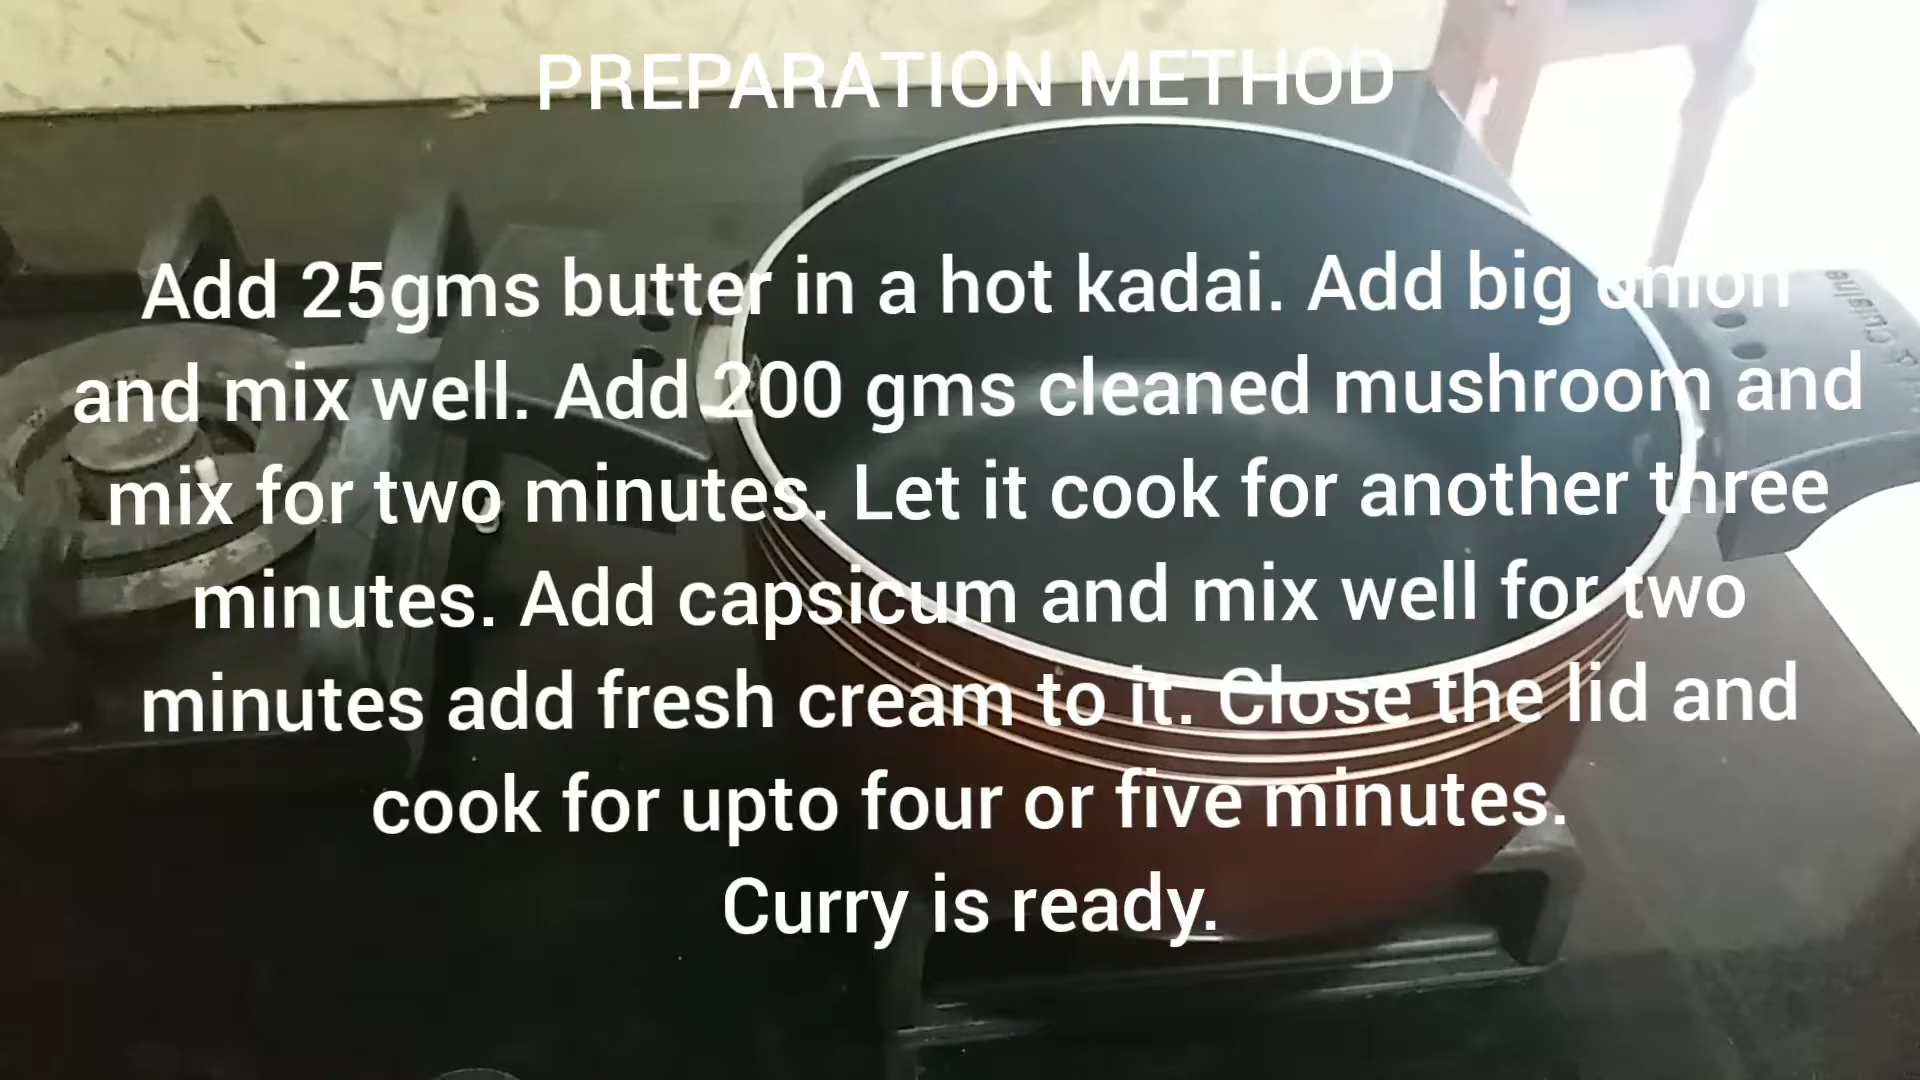 PREPARATION METHOD
Add 25gms butter in a hot kadai. Add big onion
and mix well. Add 200 gms cleaned mushroom and
mix for two minutes. Let it cook for another three
minutes. Add capsicum and mix well for two
minutes add fresh cream to it. Close the lid and
cook for upto four or five minutes.
Curry is ready.